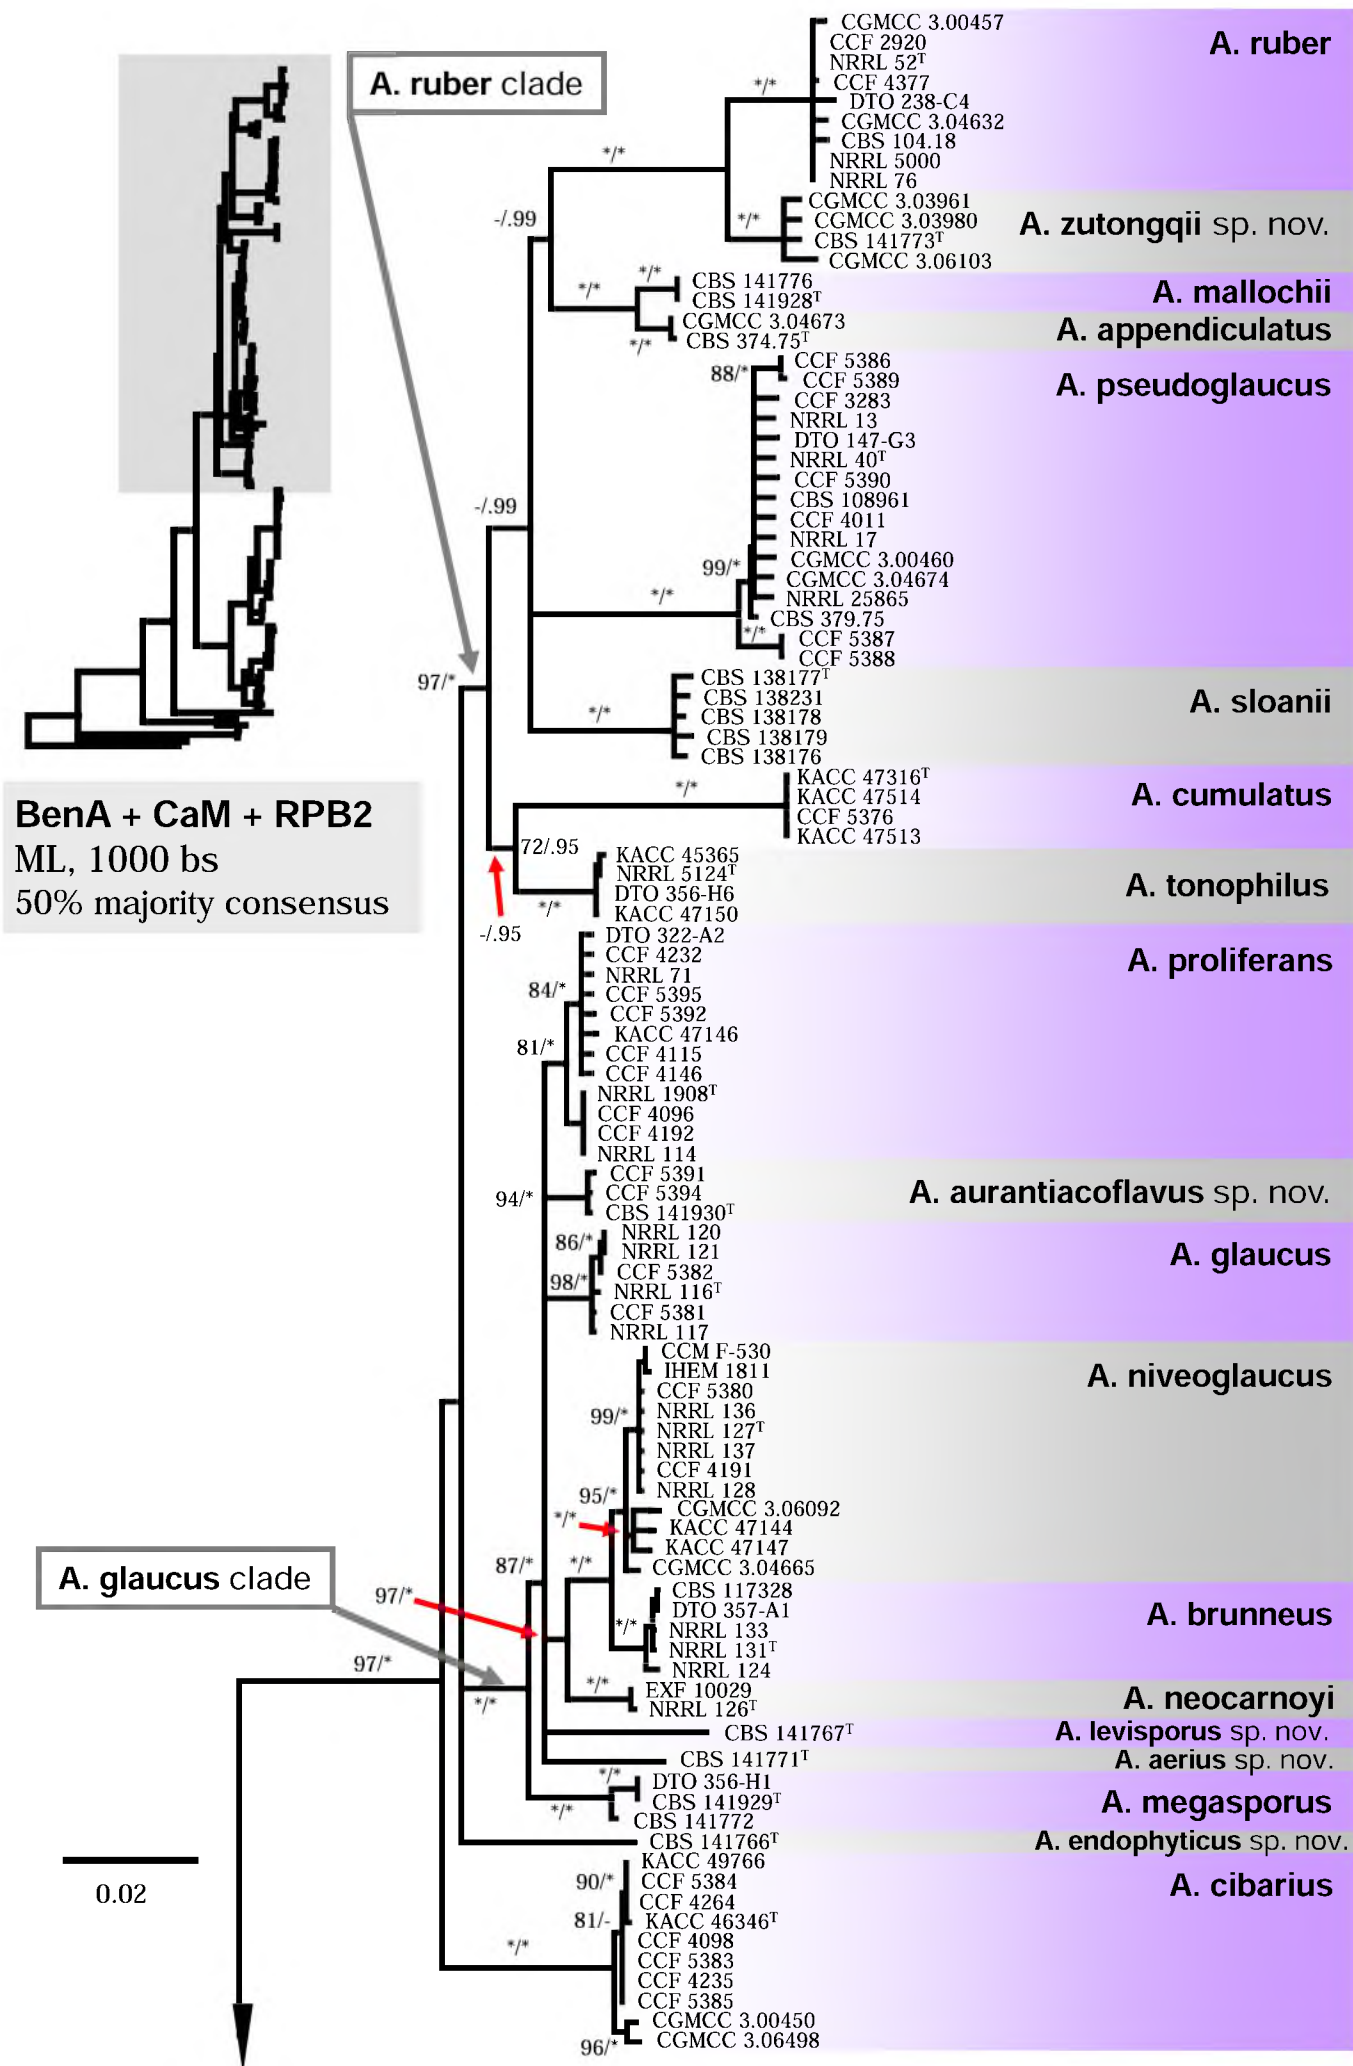 CGMCC 3.00457
A. ruber
CCF 2920
NRRL 52ᵀ
A. ruber clade
*/*
CCF 4377
DTO 238-C4
CGMCC 3.04632
CBS 104.18
*/*
NRRL 5000
NRRL 76
CGMCC 3.03961
-/.99
*/*
CGMCC 3.03980
A. zutongqii sp. nov.
CBS 141773ᵀ
CGMCC 3.06103
*/*
CBS 141776
*/*
CBS 141928ᵀ
A. mallochii
CGMCC 3.04673
A. appendiculatus
*/*
CBS 374.75ᵀ
CCF 5386
88/*
CCF 5389
A. pseudoglaucus
CCF 3283
NRRL 13
DTO 147-G3
NRRL 40ᵀ
CCF 5390
CBS 108961
-/.99
CCF 4011
NRRL 17
CGMCC 3.00460
99/*
CGMCC 3.04674
*/*
NRRL 25865
CBS 379.75
*/*
CCF 5387
CCF 5388
97/*
CBS 138177ᵀ
CBS 138231
A. sloanii
*/*
CBS 138178
CBS 138179
CBS 138176
KACC 47316ᵀ
*/*
KACC 47514
A. cumulatus
CCF 5376
KACC 47513
BenA + CaM + RPB2
ML, 1000 bs
50% majority consensus
72/.95
KACC 45365
NRRL 5124ᵀ
A. tonophilus
DTO 356-H6
*/*
KACC 47150
-/.95
DTO 322-A2
CCF 4232
A. proliferans
NRRL 71
84/*
CCF 5395
CCF 5392
KACC 47146
81/*
CCF 4115
CCF 4146
NRRL 1908ᵀ
CCF 4096
CCF 4192
NRRL 114
CCF 5391
94/*
CCF 5394
A. aurantiacoflavus sp. nov.
CBS 141930ᵀ
NRRL 120
86/*
NRRL 121
A. glaucus
CCF 5382
98/*
NRRL 116ᵀ
CCF 5381
NRRL 117
CCM F-530
IHEM 1811
A. niveoglaucus
CCF 5380
99/*
NRRL 136
NRRL 127ᵀ
NRRL 137
CCF 4191
NRRL 128
95/*
CGMCC 3.06092
*/*
KACC 47144
KACC 47147
87/*
*/*
CGMCC 3.04665
A. glaucus clade
97/*
CBS 117328
DTO 357-A1
A. brunneus
*/*
NRRL 133
NRRL 131ᵀ
97/*
NRRL 124
*/*
*/*
EXF 10029
A. neocarnoyi
NRRL 126ᵀ
CBS 141767ᵀ
A. levisporus sp. nov.
CBS 141771ᵀ
A. aerius sp. nov.
*/*
DTO 356-H1
*/*
CBS 141929ᵀ
A. megasporus
CBS 141772
CBS 141766ᵀ
A. endophyticus sp. nov.
KACC 49766
90/*
CCF 5384
A. cibarius
0.02
CCF 4264
81/-
KACC 46346ᵀ
*/*
CCF 4098
CCF 5383
CCF 4235
CCF 5385
CGMCC 3.00450
96/*
CGMCC 3.06498